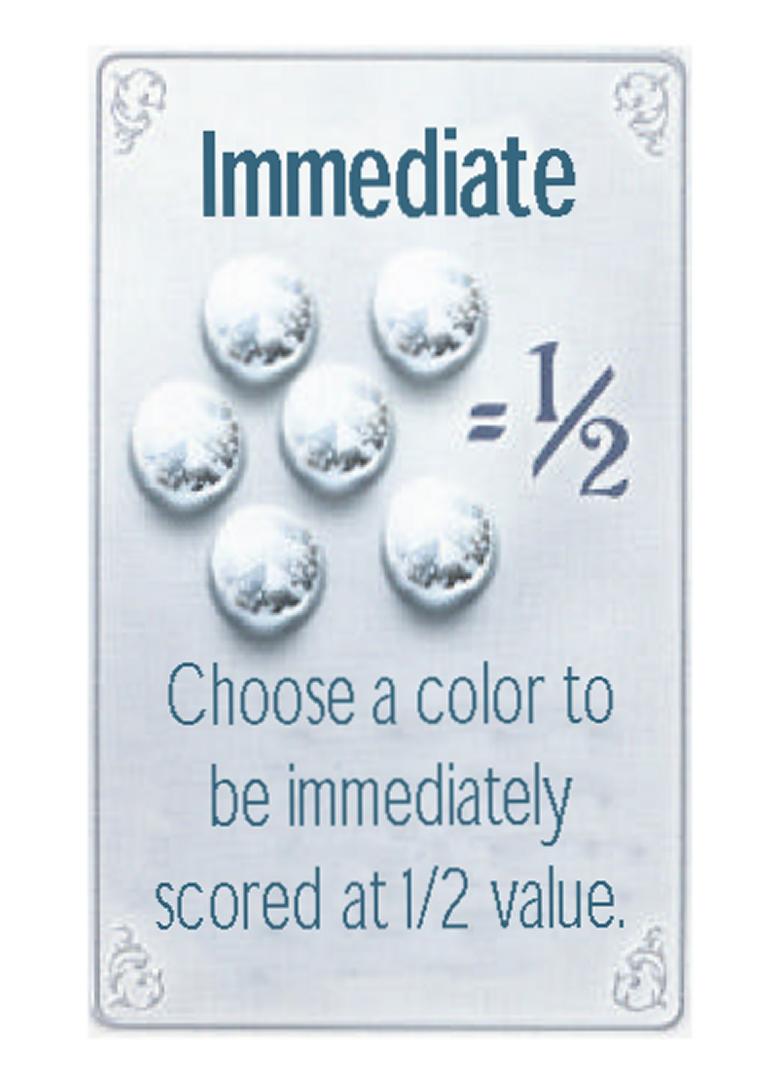 Immediate
= 1/2
Choose a color to
be immediately
scored at 1/2 value.